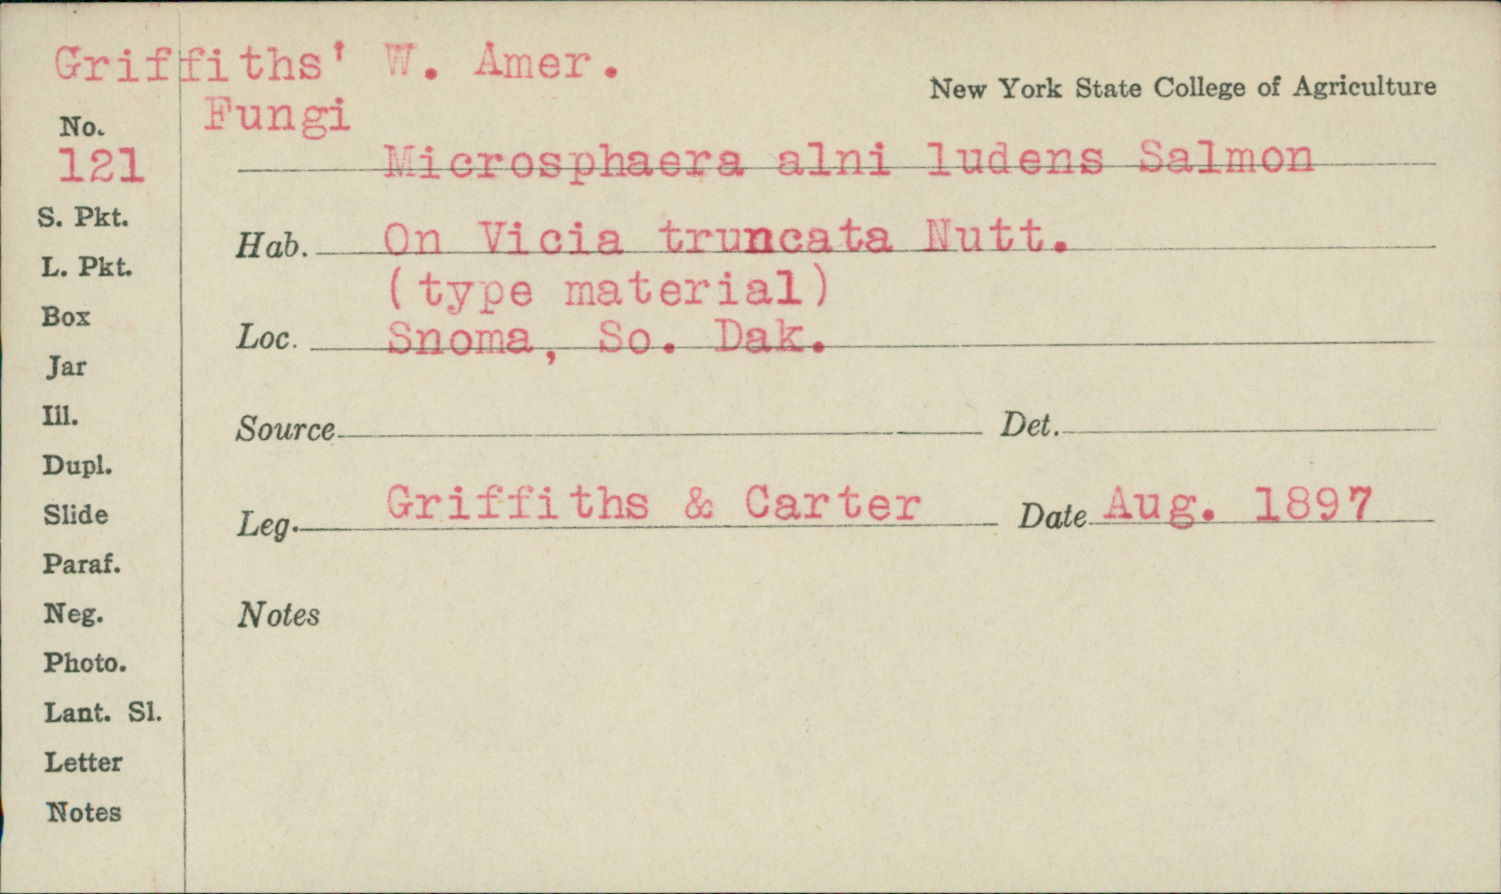 Griffiths' W. Amer.
Fungi
New York State College of Agriculture
No.
121
Microsphaera alni ludens Salmon
S. Pkt.
Hab. On Vicia truncata Nutt.
(type material)
L. Pkt.
Box
Loc. Snoma, So. Dak.
Jar
Ill.
Source Det.
Dupl.
Slide
Leg. Griffiths & Carter Date Aug. 1897
Paraf.
Neg.
Notes
Photo.
Lant. Sl.
Letter
Notes